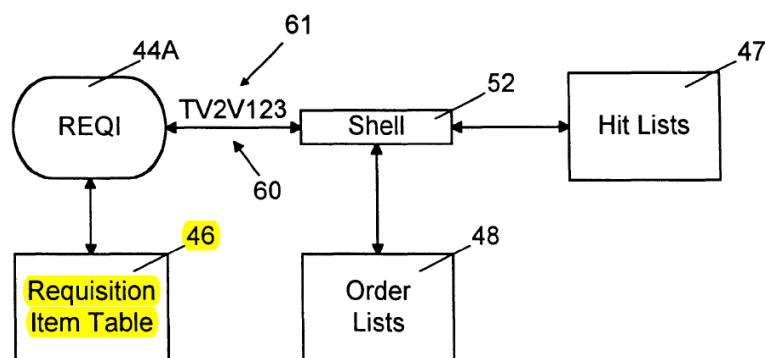 61
44A
47
TV2V123
52
REQI
Shell
Hit Lists
60
46
48
Requisition
Item Table
Order
Lists